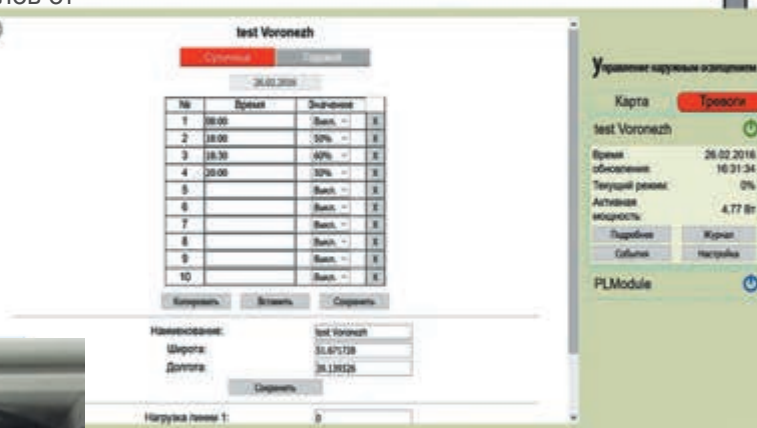 test Voronezh
Суточные Годовой
26.02.2016
№ Время Значение
1 08:00 Выкл. X
2 18:00 50% X
3 18:30 60% X
4 20:00 30% X
5 Выкл. X
6 Выкл. X
7 Выкл. X
8 Выкл. X
9 Выкл. X
10 Выкл. X
Копировать Вставить Сохранить
Наименование: test Voronezh
Широта: 51.671728
Долгота: 39.139326
Сохранить
Нагрузка линии 1: 0
Управление наружным освещением
Карта Тревоги
test Voronezh
Время 26.02.2016
обновления: 16:31:34
Текущий режим: 0%
Активная
мощность: 4.77 Вт
Подробнее Журнал
События Настройка
PLModule